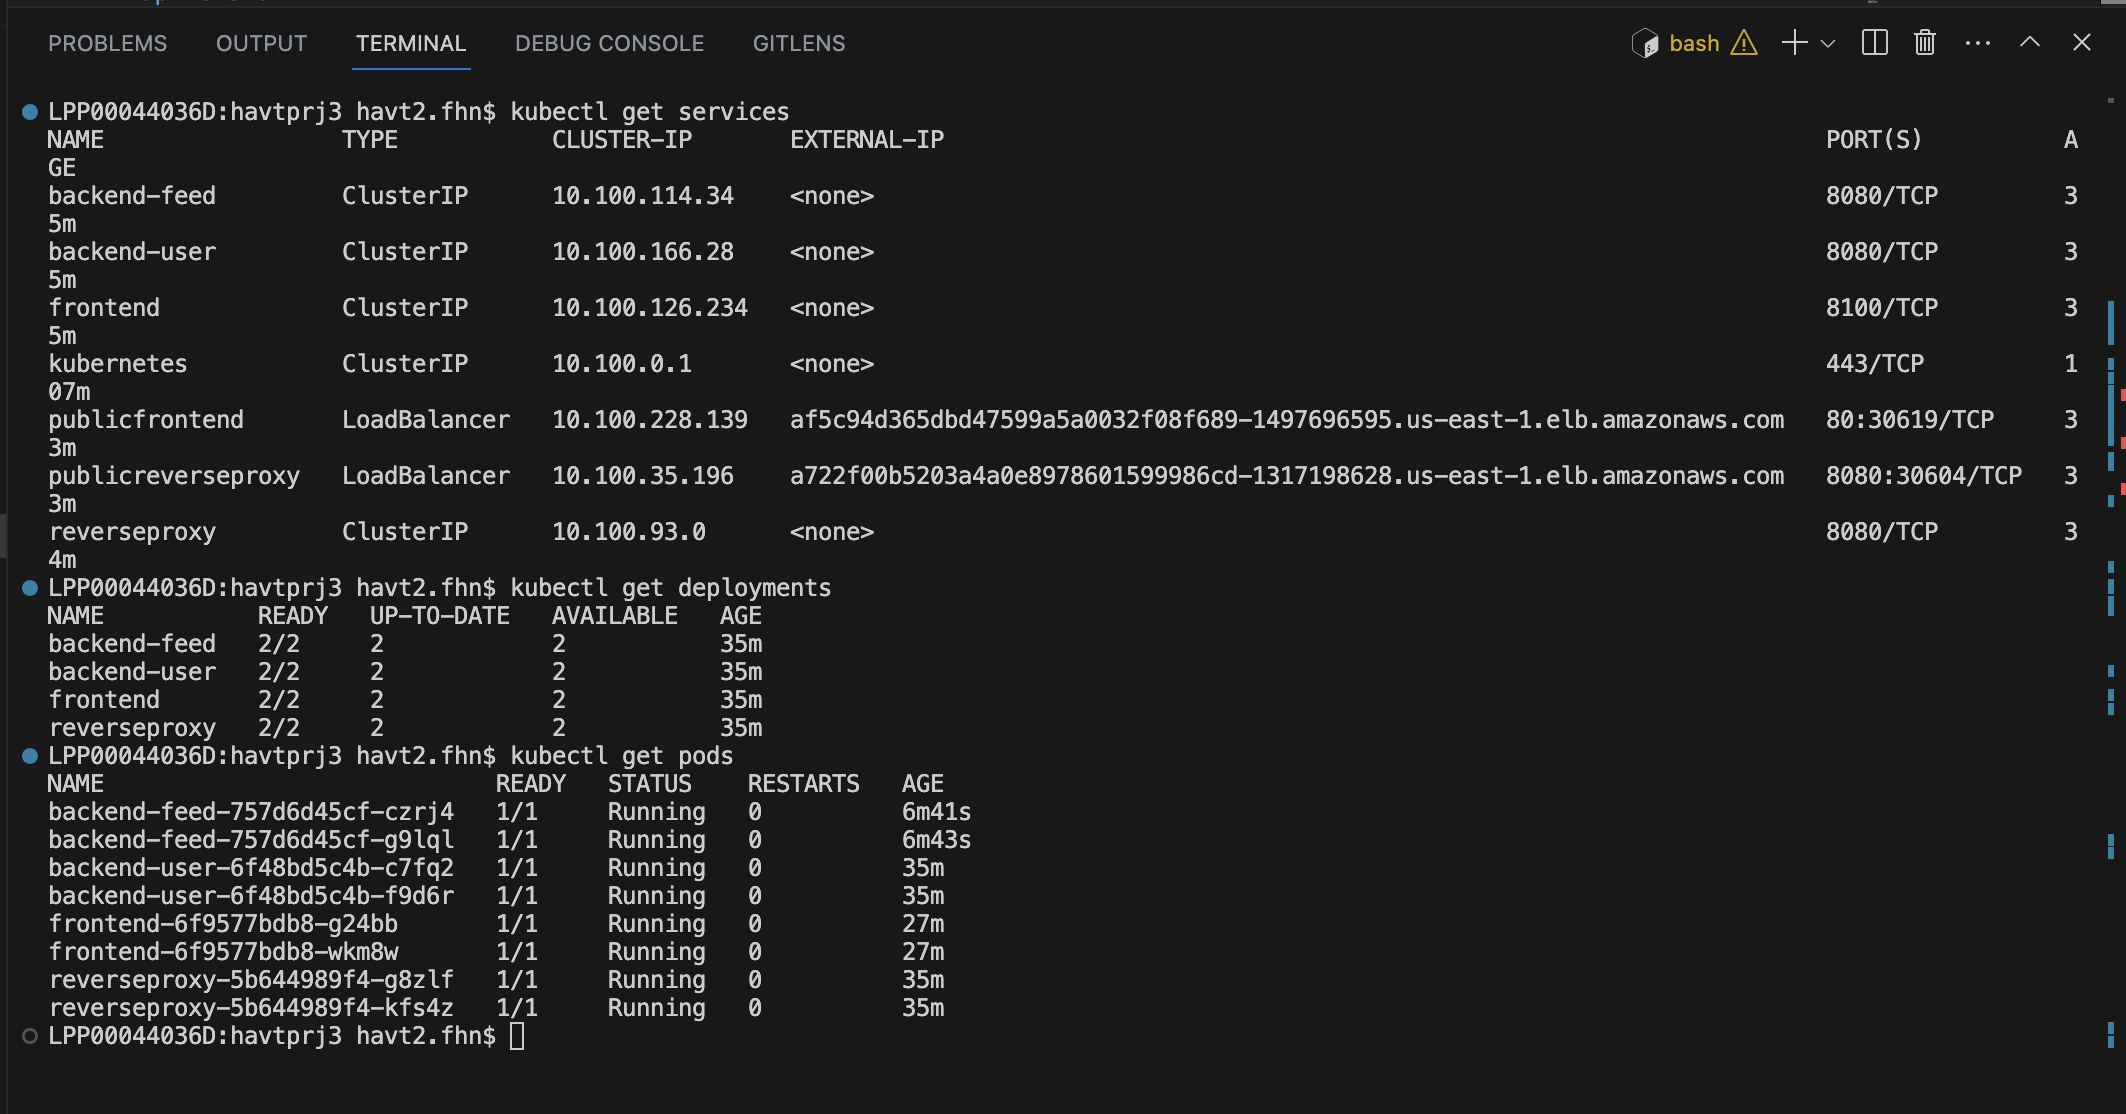 PROBLEMS OUTPUT TERMINAL DEBUG CONSOLE GITLENS bash
LPP00044036D:havtprj3 havt2.fhn$ kubectl get services
NAME TYPE CLUSTER-IP EXTERNAL-IP PORT(S) A
GE
backend-feed ClusterIP 10.100.114.34 <none> 8080/TCP 3
5m
backend-user ClusterIP 10.100.166.28 <none> 8080/TCP 3
5m
frontend ClusterIP 10.100.126.234 <none> 8100/TCP 3
5m
kubernetes ClusterIP 10.100.0.1 <none> 443/TCP 1
07m
publicfrontend LoadBalancer 10.100.228.139 af5c94d365dbd47599a5a0032f08f689-1497696595.us-east-1.elb.amazonaws.com 80:30619/TCP 3
3m
publicreverseproxy LoadBalancer 10.100.35.196 a722f00b5203a4a0e8978601599986cd-1317198628.us-east-1.elb.amazonaws.com 8080:30604/TCP 3
3m
reverseproxy ClusterIP 10.100.93.0 <none> 8080/TCP 3
4m
LPP00044036D:havtprj3 havt2.fhn$ kubectl get deployments
NAME READY UP-TO-DATE AVAILABLE AGE
backend-feed 2/2 2 2 35m
backend-user 2/2 2 2 35m
frontend 2/2 2 2 35m
reverseproxy 2/2 2 2 35m
LPP00044036D:havtprj3 havt2.fhn$ kubectl get pods
NAME READY STATUS RESTARTS AGE
backend-feed-757d6d45cf-czrj4 1/1 Running 0 6m41s
backend-feed-757d6d45cf-g9lql 1/1 Running 0 6m43s
backend-user-6f48bd5c4b-c7fq2 1/1 Running 0 35m
backend-user-6f48bd5c4b-f9d6r 1/1 Running 0 35m
frontend-6f9577bdb8-g24bb 1/1 Running 0 27m
frontend-6f9577bdb8-wkm8w 1/1 Running 0 27m
reverseproxy-5b644989f4-g8zlf 1/1 Running 0 35m
reverseproxy-5b644989f4-kfs4z 1/1 Running 0 35m
LPP00044036D:havtprj3 havt2.fhn$